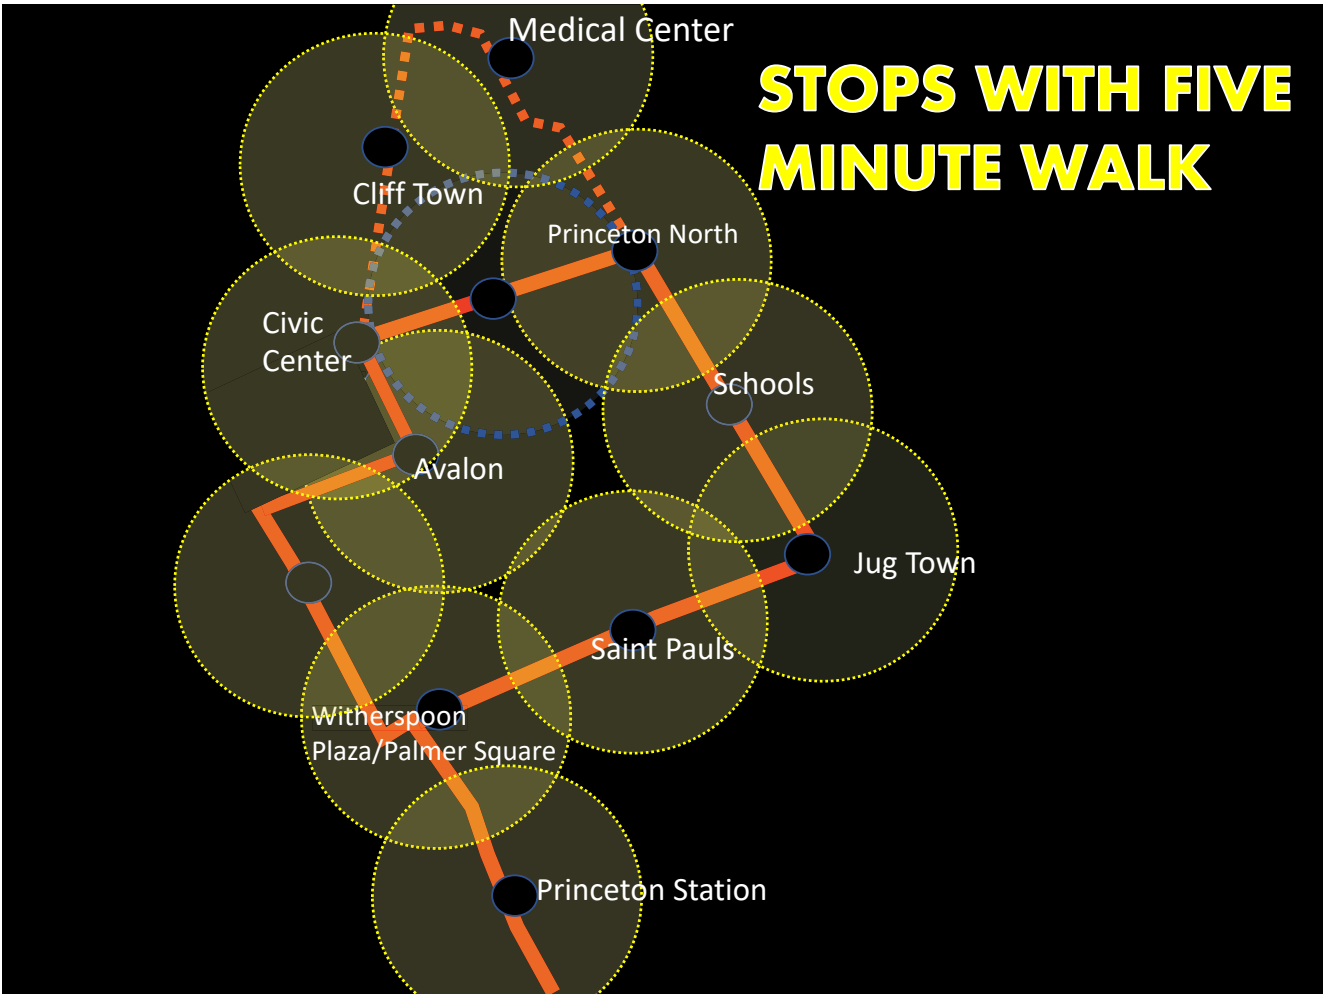 Medical Center
STOPS WITH FIVE
MINUTE WALK
Cliff Town
Princeton North
Civic
Center
Schools
Avalon
Jug Town
Saint Pauls
Witherspoon
Plaza/Palmer Square
Princeton Station